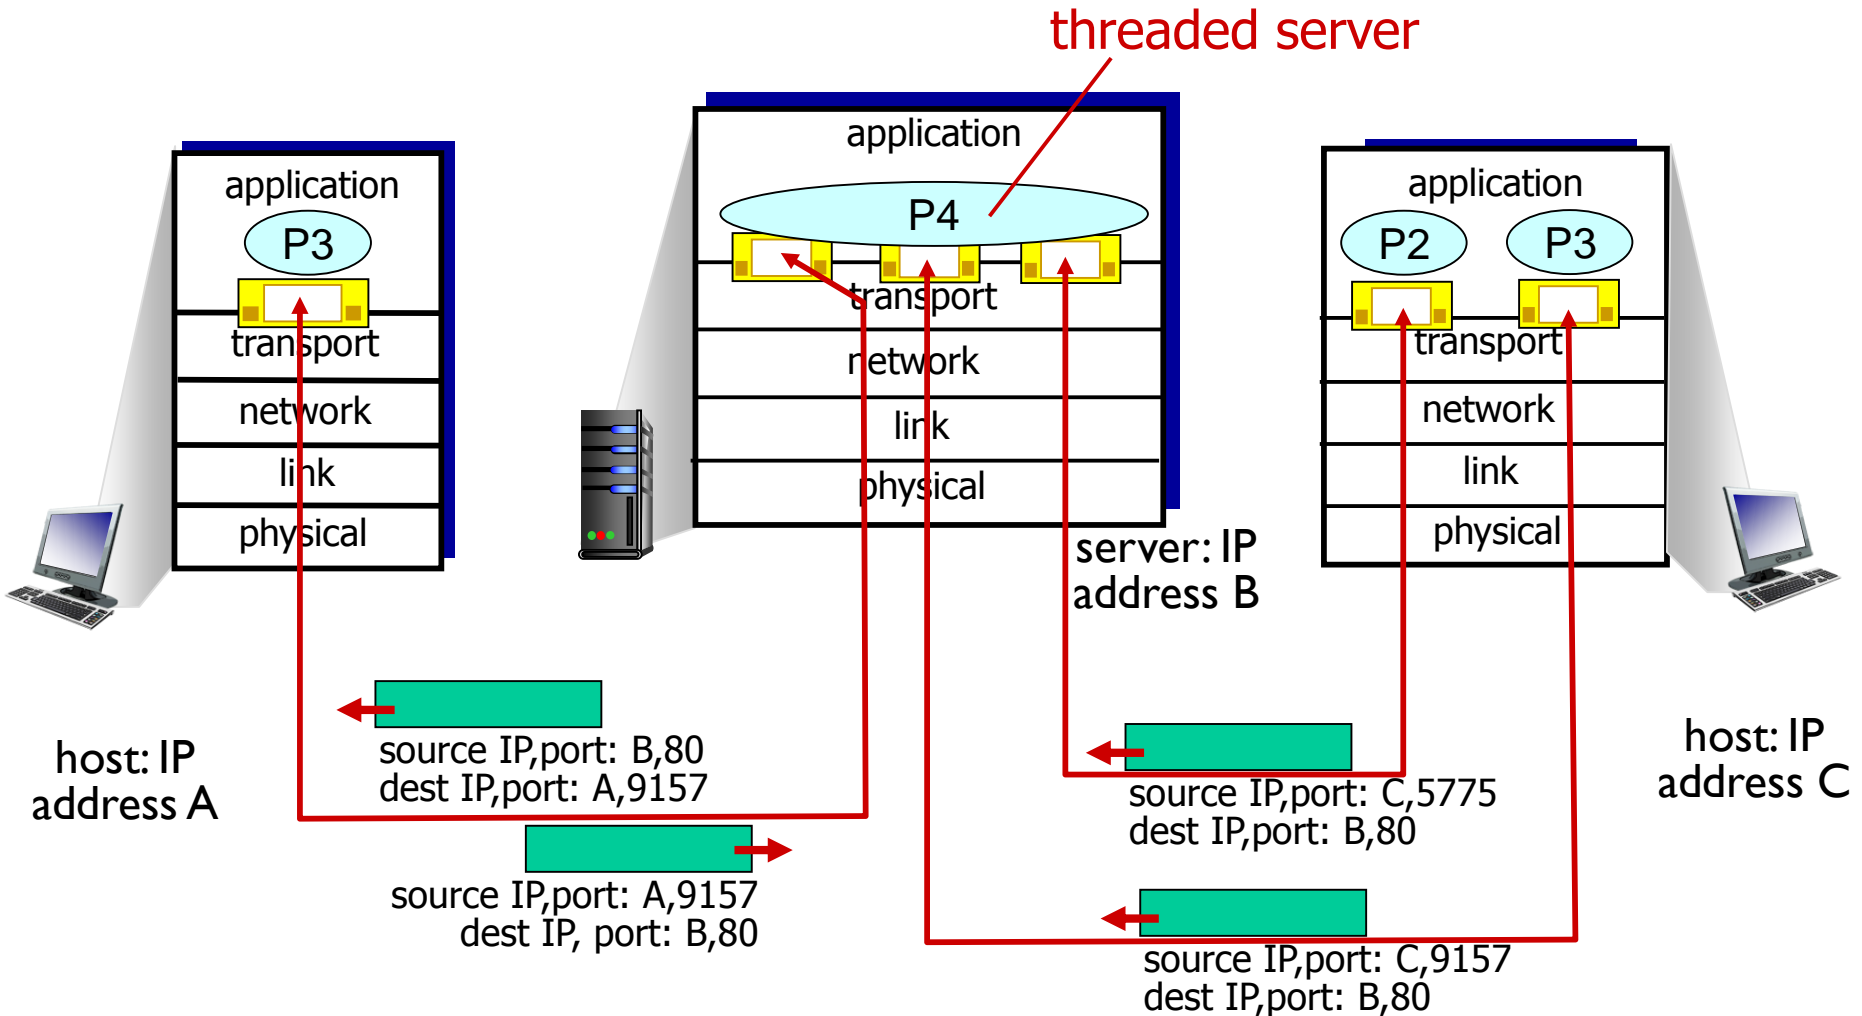 threaded server
application
P3
transport
network
link
physical
application
P4
transport
network
link
physical
application
P2
P3
transport
network
link
physical
server: IP
address B
host: IP
address A
source IP,port: B,80
dest IP,port: A,9157
source IP,port: A,9157
dest IP, port: B,80
source IP,port: C,5775
dest IP,port: B,80
source IP,port: C,9157
dest IP,port: B,80
host: IP
address C